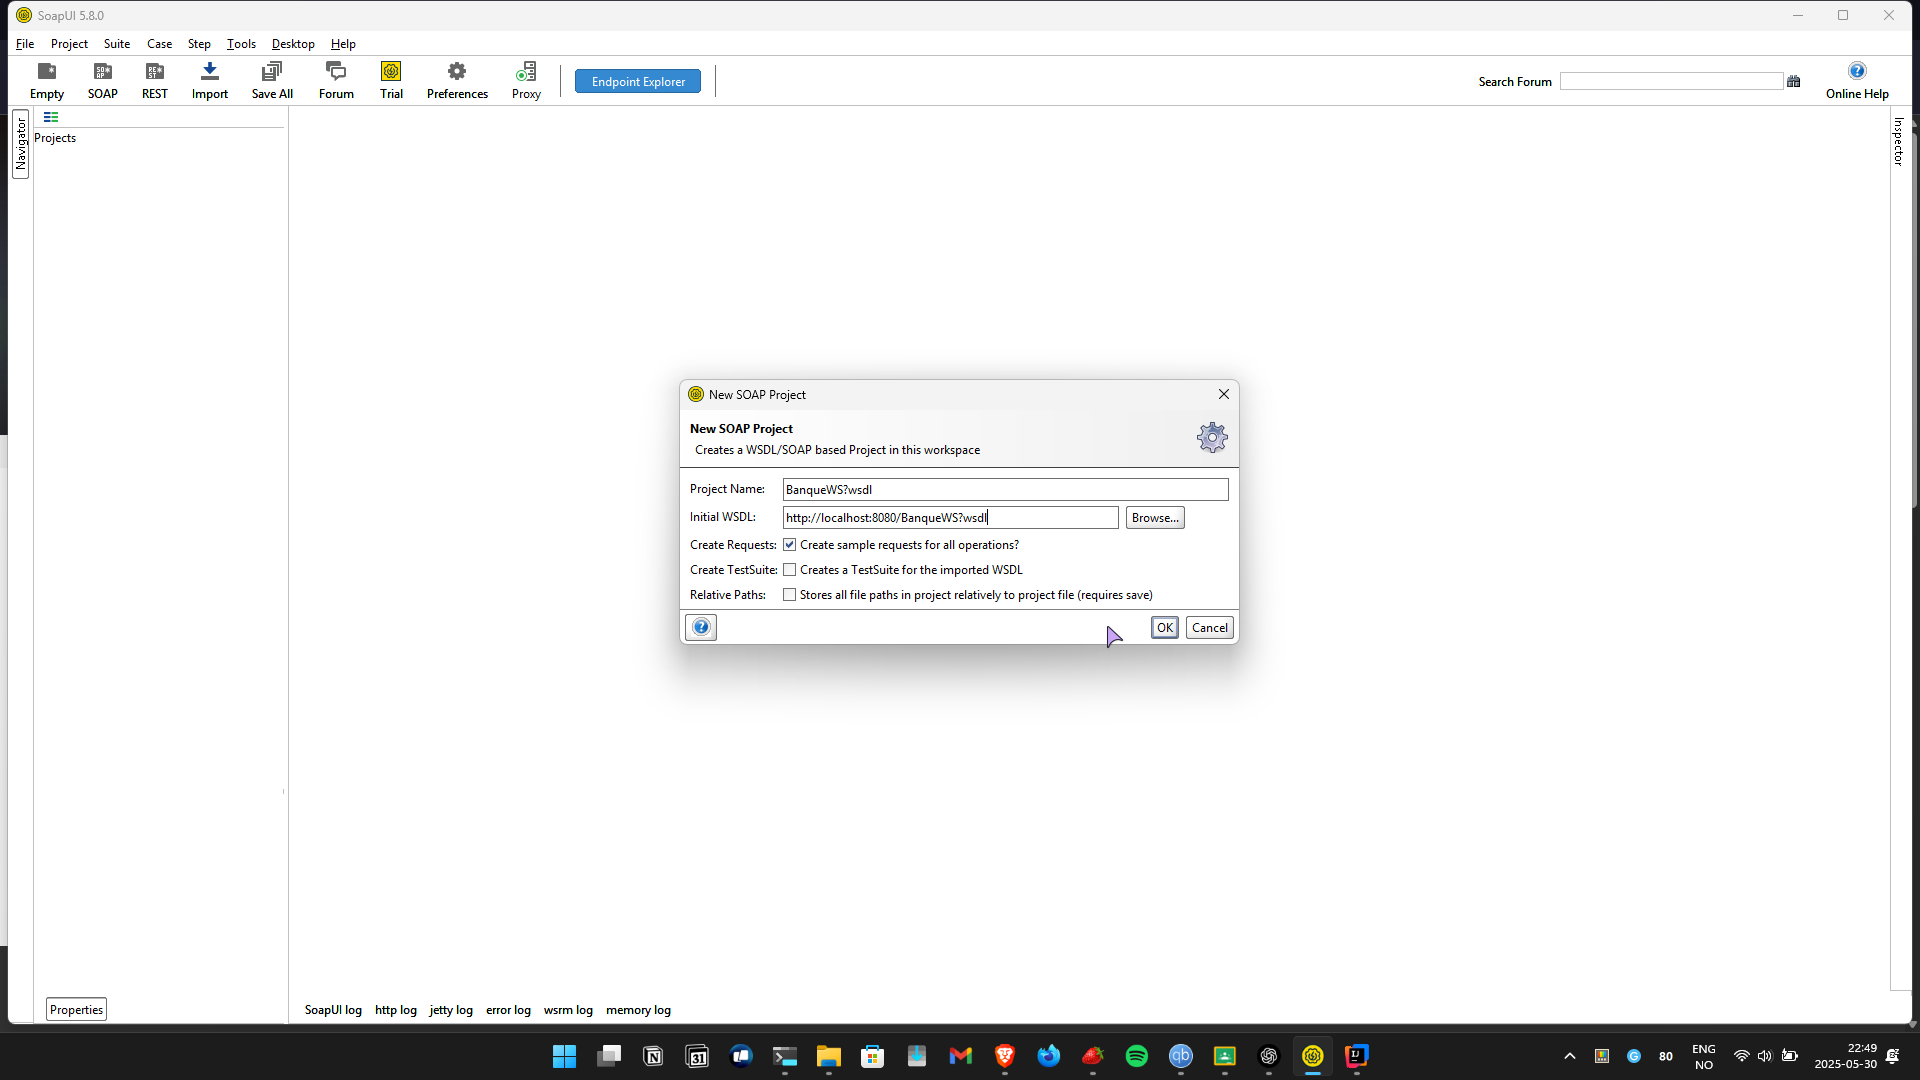 SoapUI 5.8.0
File Project Suite Case Step Tools Desktop Help
Empty SOAP REST Import Save All Forum Trial Preferences Proxy Endpoint Explorer Search Forum Online Help
Navigator
Projects
Inspector
New SOAP Project
New SOAP Project
Creates a WSDL/SOAP based Project in this workspace
Project Name: BanqueWS?wsdl
Initial WSDL: http://localhost:8080/BanqueWS?wsdl Browse...
Create Requests: Create sample requests for all operations?
Create TestSuite: Creates a TestSuite for the imported WSDL
Relative Paths: Stores all file paths in project relatively to project file (requires save)
OK Cancel
Properties SoapUI log http log jetty log error log wsrm log memory log
31 qb 80 ENG 22:49
NO 2025-05-30